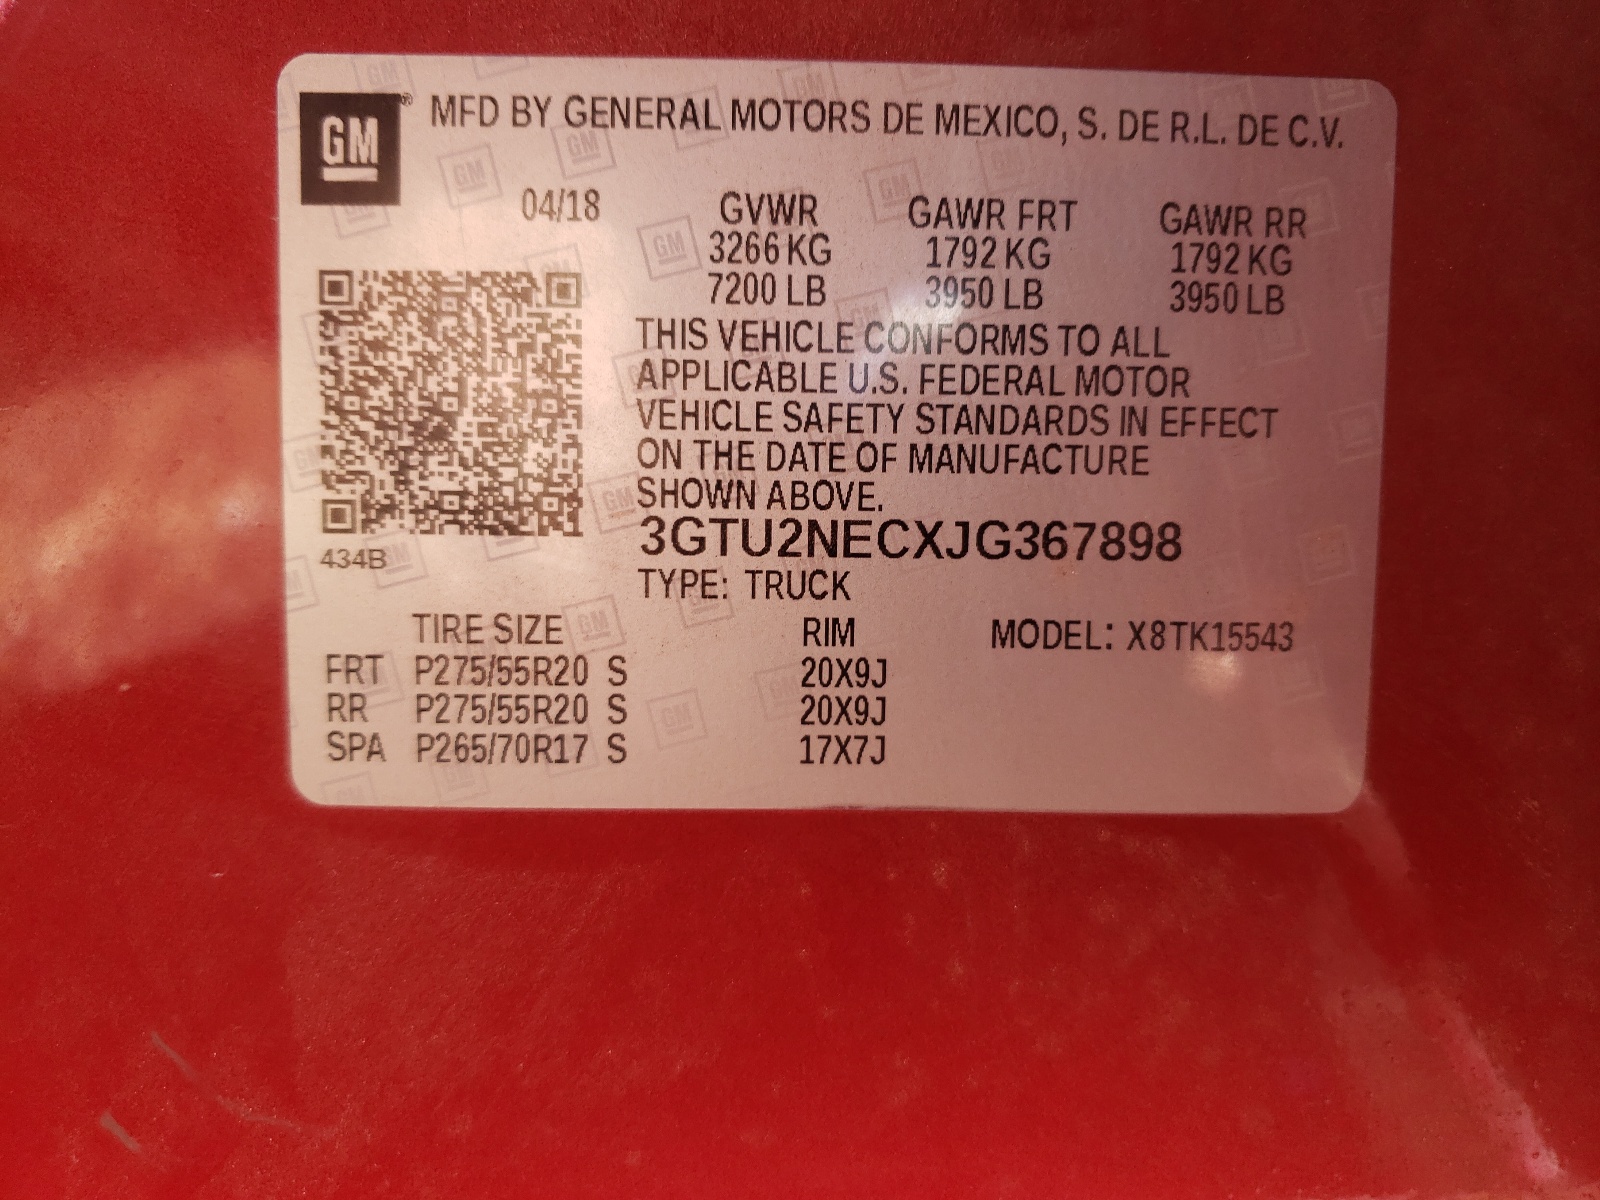 GM® MFD BY GENERAL MOTORS DE MEXICO, S. DE R.L. DE C.V.
04/18 GVWR GAWR FRT GAWR RR
3266 KG 1792 KG 1792 KG
7200 LB 3950 LB 3950 LB
THIS VEHICLE CONFORMS TO ALL
APPLICABLE U.S. FEDERAL MOTOR
VEHICLE SAFETY STANDARDS IN EFFECT
ON THE DATE OF MANUFACTURE
SHOWN ABOVE.
3GTU2NECXJG367898
434B
TYPE: TRUCK
TIRE SIZE RIM MODEL: X8TK15543
FRT P275/55R20 S 20X9J
RR P275/55R20 S 20X9J
SPA P265/70R17 S 17X7J